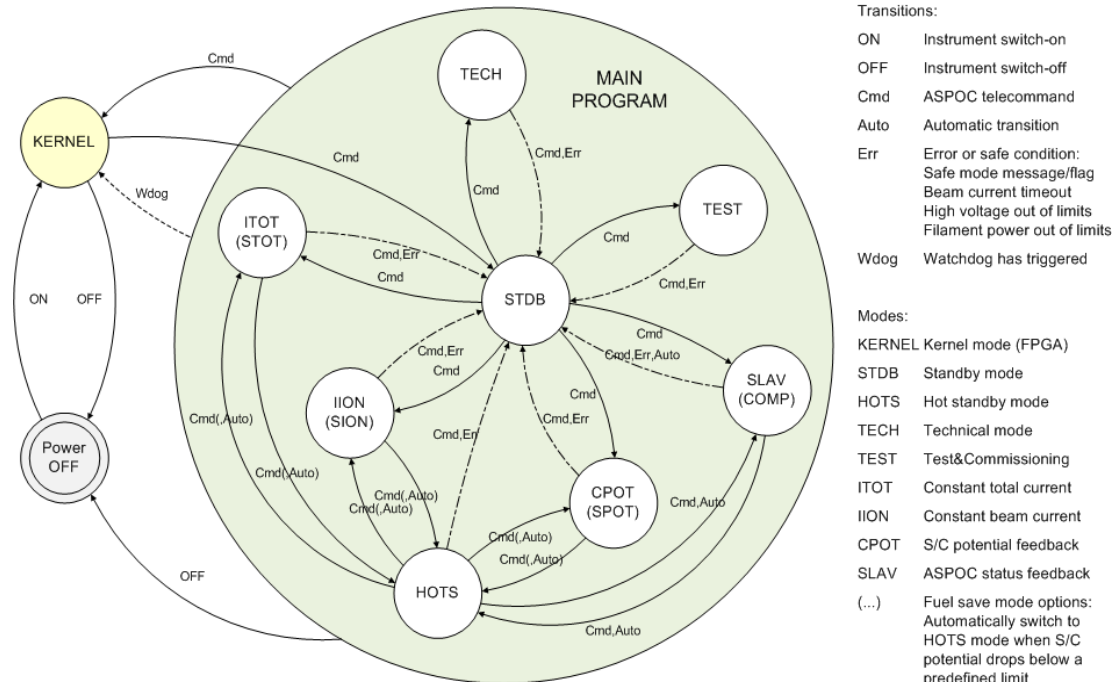 Cmd
TECH
MAIN
PROGRAM
KERNEL
Cmd
Cmd,Err
Cmd
Wdog
ITOT
(STOT)
TEST
Cmd
Cmd,Err
Cmd
Cmd,Err
STDB
ON
OFF
Cmd
Cmd,Err,Auto
Cmd,Err
Cmd
SLAV
(COMP)
IION
(SION)
Cmd
Cmd(,Auto)
Cmd,Err
Cmd,Err
Power
OFF
Cmd(,Auto)
Cmd(,Auto)
Cmd(,Auto)
CPOT
(SPOT)
Cmd,Auto
Cmd(,Auto)
Cmd(,Auto)
OFF
HOTS
Cmd,Auto
Transitions:
ON Instrument switch-on
OFF Instrument switch-off
Cmd ASPOC telecommand
Auto Automatic transition
Err Error or safe condition:
Safe mode message/flag
Beam current timeout
High voltage out of limits
Filament power out of limits
Wdog Watchdog has triggered
Modes:
KERNEL Kernel mode (FPGA)
STDB Standby mode
HOTS Hot standby mode
TECH Technical mode
TEST Test&Commissioning
ITOT Constant total current
IION Constant beam current
CPOT S/C potential feedback
SLAV ASPOC status feedback
(...) Fuel save mode options:
Automatically switch to
HOTS mode when S/C
potential drops below a
predefined limit